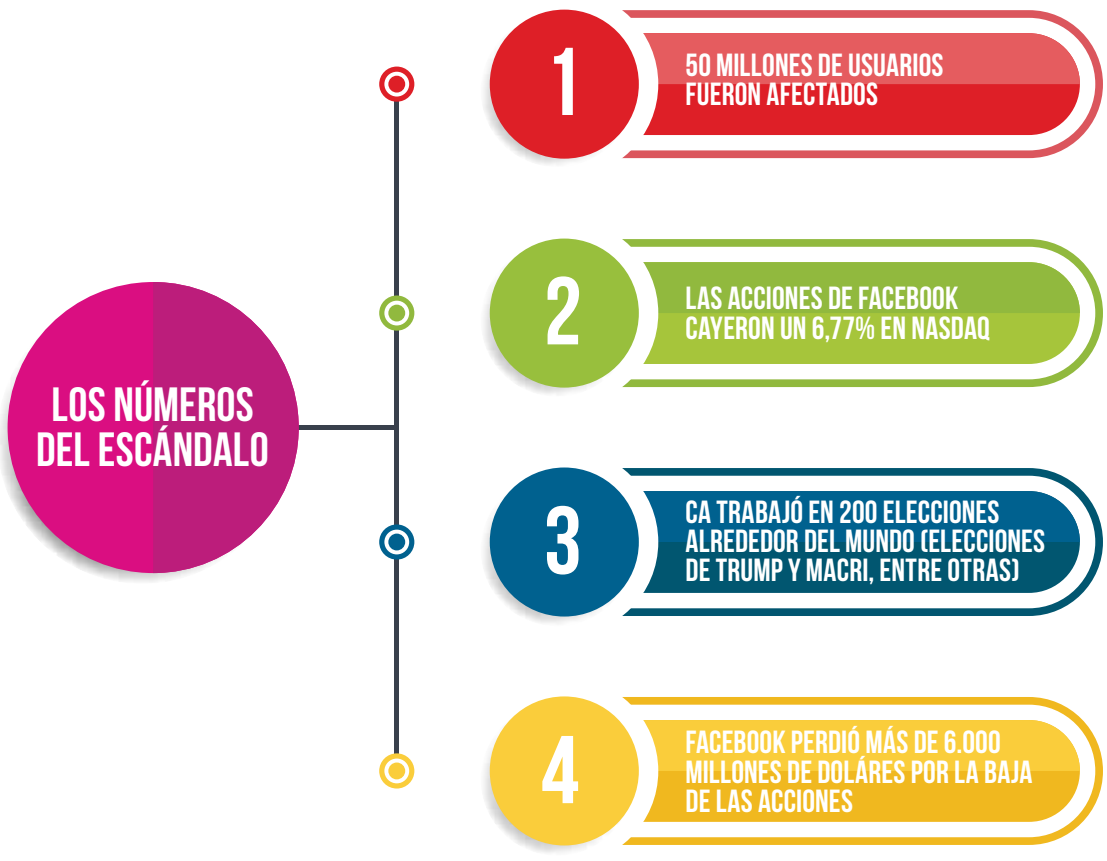 LOS NÚMEROS
DEL ESCÁNDALO
1
50 MILLONES DE USUARIOS
FUERON AFECTADOS
2
LAS ACCIONES DE FACEBOOK
CAYERON UN 6,77% EN NASDAQ
3
CA TRABAJÓ EN 200 ELECCIONES
ALREDEDOR DEL MUNDO (ELECCIONES
DE TRUMP Y MACRI, ENTRE OTRAS)
4
FACEBOOK PERDIÓ MÁS DE 6.000
MILLONES DE DOLÁRES POR LA BAJA
DE LAS ACCIONES